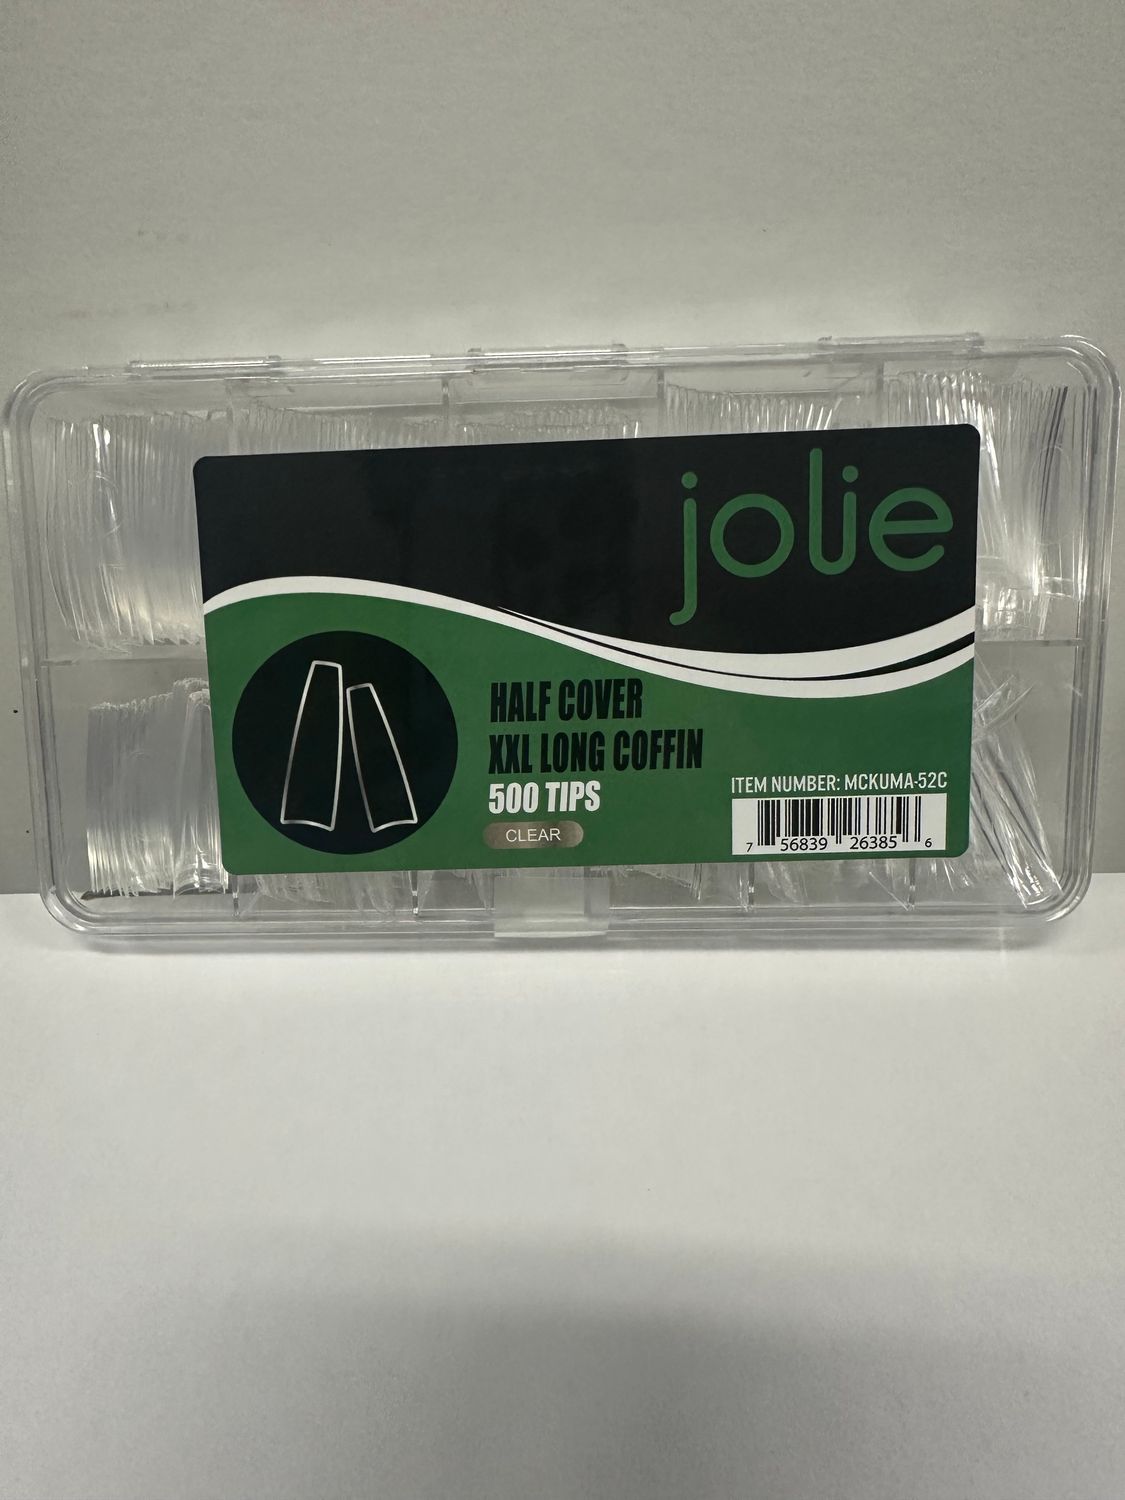 jolie
HALF COVER
XXL LONG COFFIN
500 TIPS
CLEAR
ITEM NUMBER: MCKUMA-52C
7 56839 26385 6